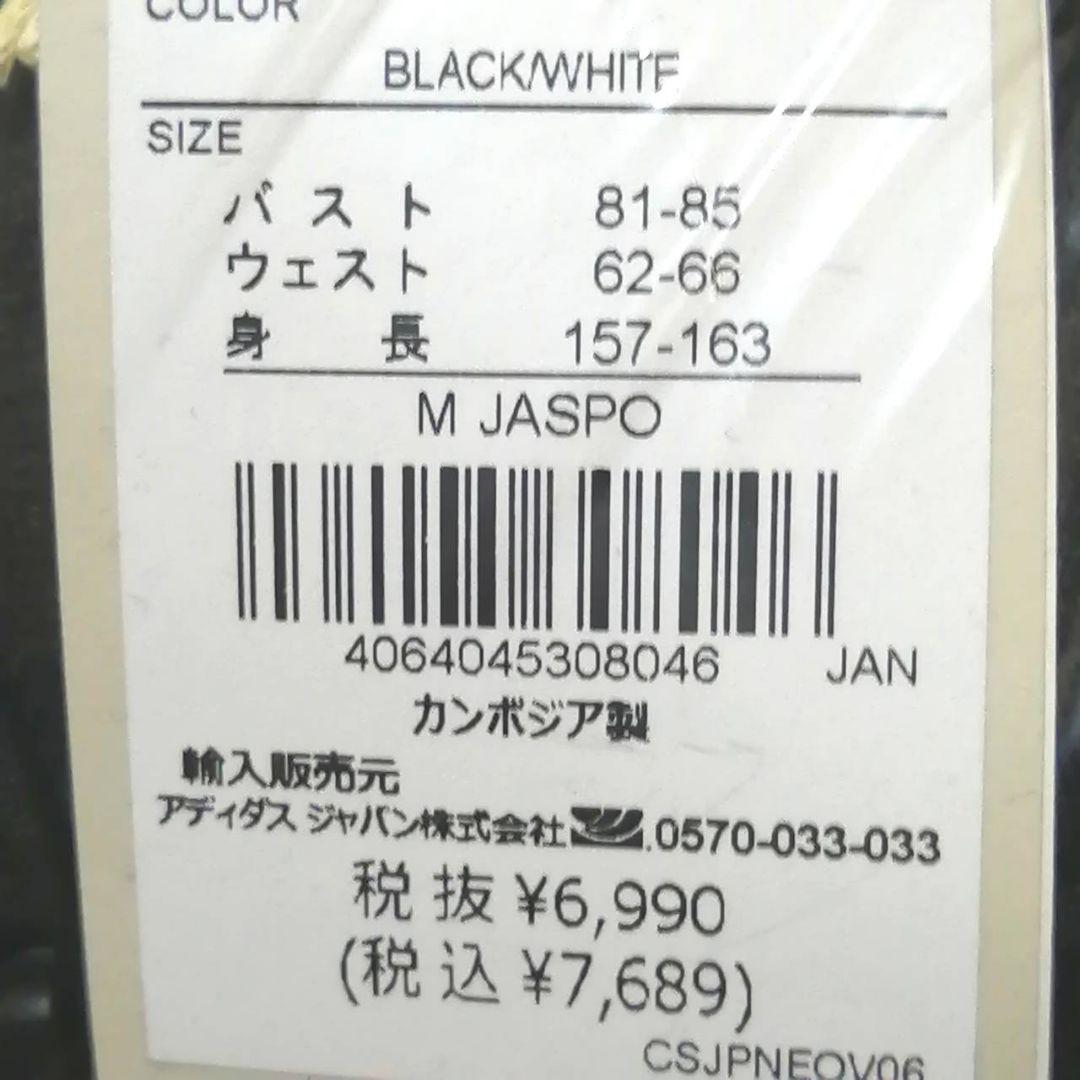 COLOR
BLACK/WHITE
SIZE
バスト 81-85
ウェスト 62-66
身長 157-163
M JASPO
4064045308046 JAN
カンボジア製
輸入販売元
アディダス ジャパン株式会社 0570-033-033
税抜 ¥6,990
(税込 ¥7,689)
CSJPNEOV06